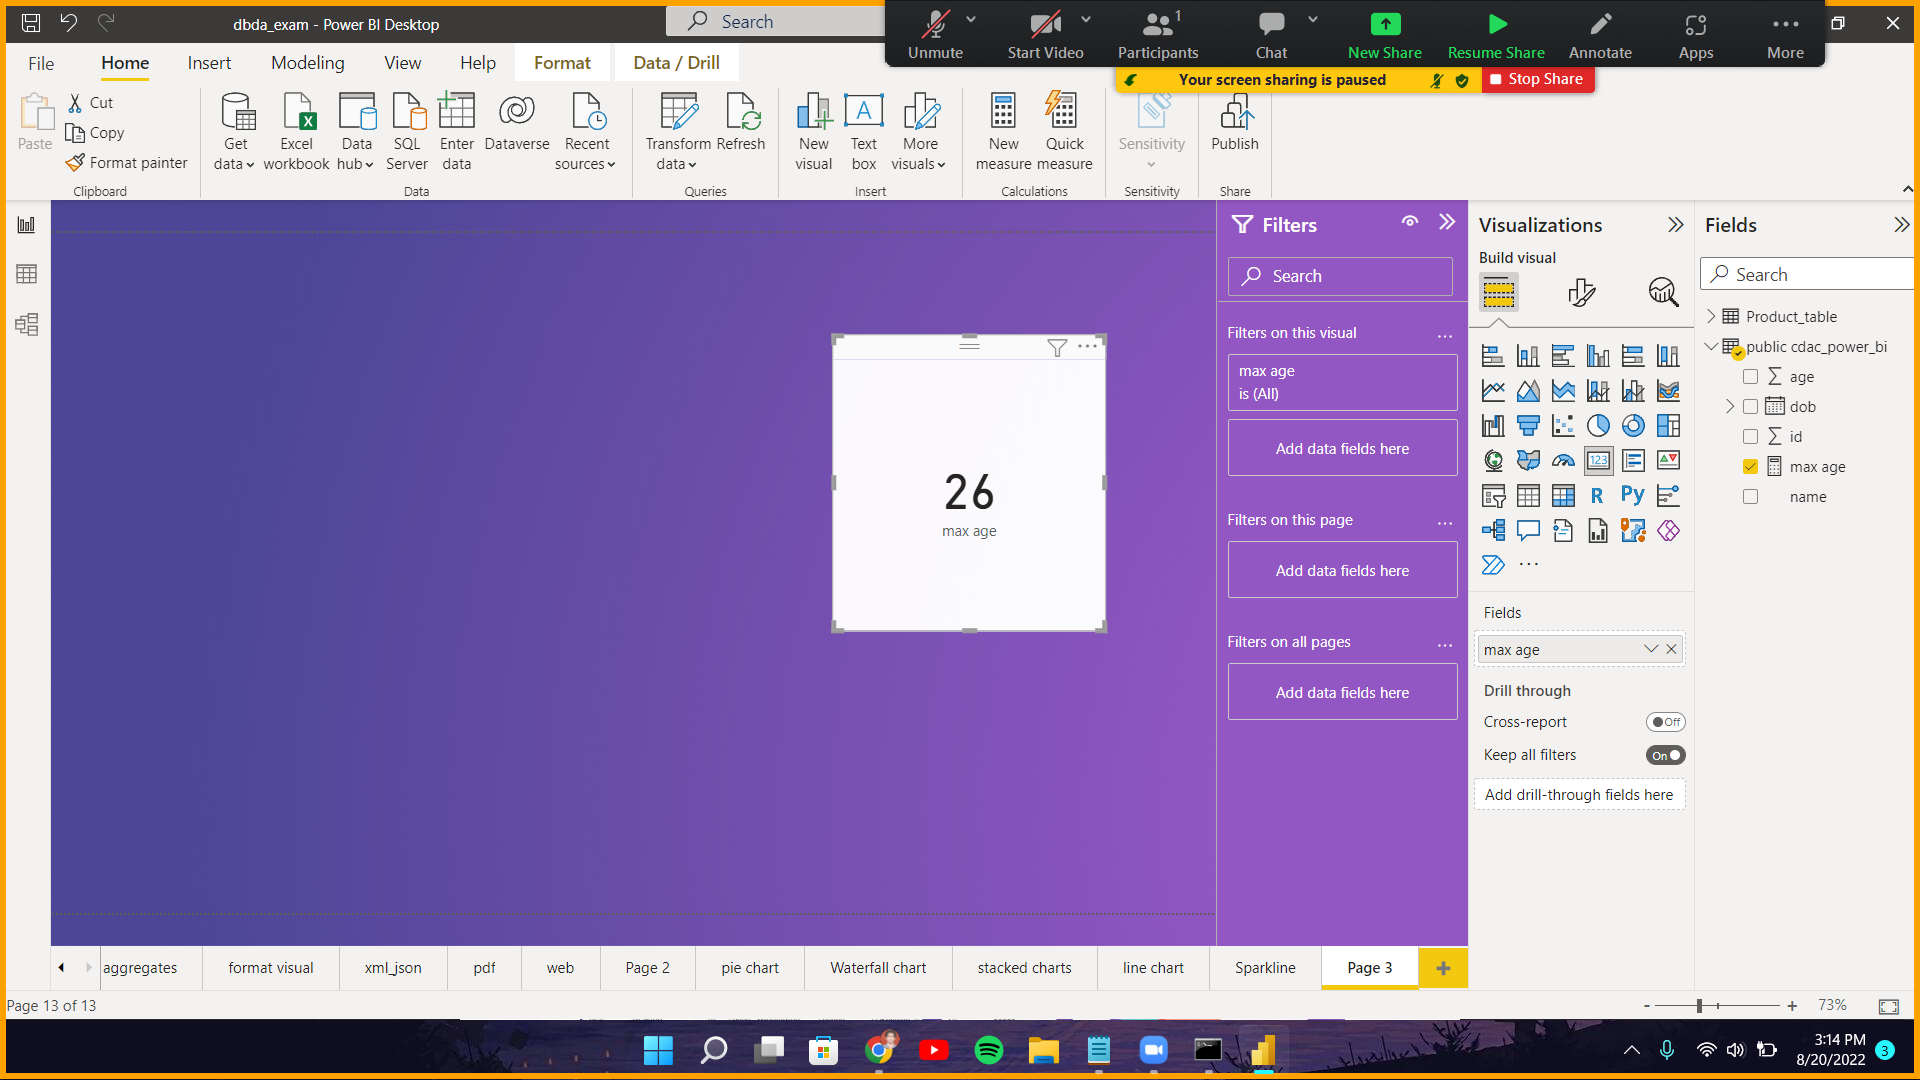 dbda_exam - Power BI Desktop
Search
1
Unmute
Start Video
Participants
Chat
New Share
Resume Share
Annotate
Apps
More
Your screen sharing is paused
Stop Share
File
Home
Insert
Modeling
View
Help
Format
Data / Drill
Paste
Cut
Copy
Format painter
Clipboard
Get data
Excel workbook
Data hub
SQL Server
Enter data
Dataverse
Recent sources
Data
Transform data
Refresh
Queries
New visual
A
Text box
More visuals
Insert
New measure
Quick measure
Calculations
Sensitivity
Sensitivity
Publish
Share
26
max age
Filters
Search
Filters on this visual
...
max age
is (All)
Add data fields here
Filters on this page
...
Add data fields here
Filters on all pages
...
Add data fields here
Visualizations
Build visual
123
R
Py
...
Fields
max age
Drill through
Cross-report
Off
Keep all filters
On
Add drill-through fields here
Fields
Search
Product_table
public cdac_power_bi
age
dob
id
max age
name
aggregates
format visual
xml_json
pdf
web
Page 2
pie chart
Waterfall chart
stacked charts
line chart
Sparkline
Page 3
+
Page 13 of 13
- + 73%
3:14 PM
8/20/2022
3